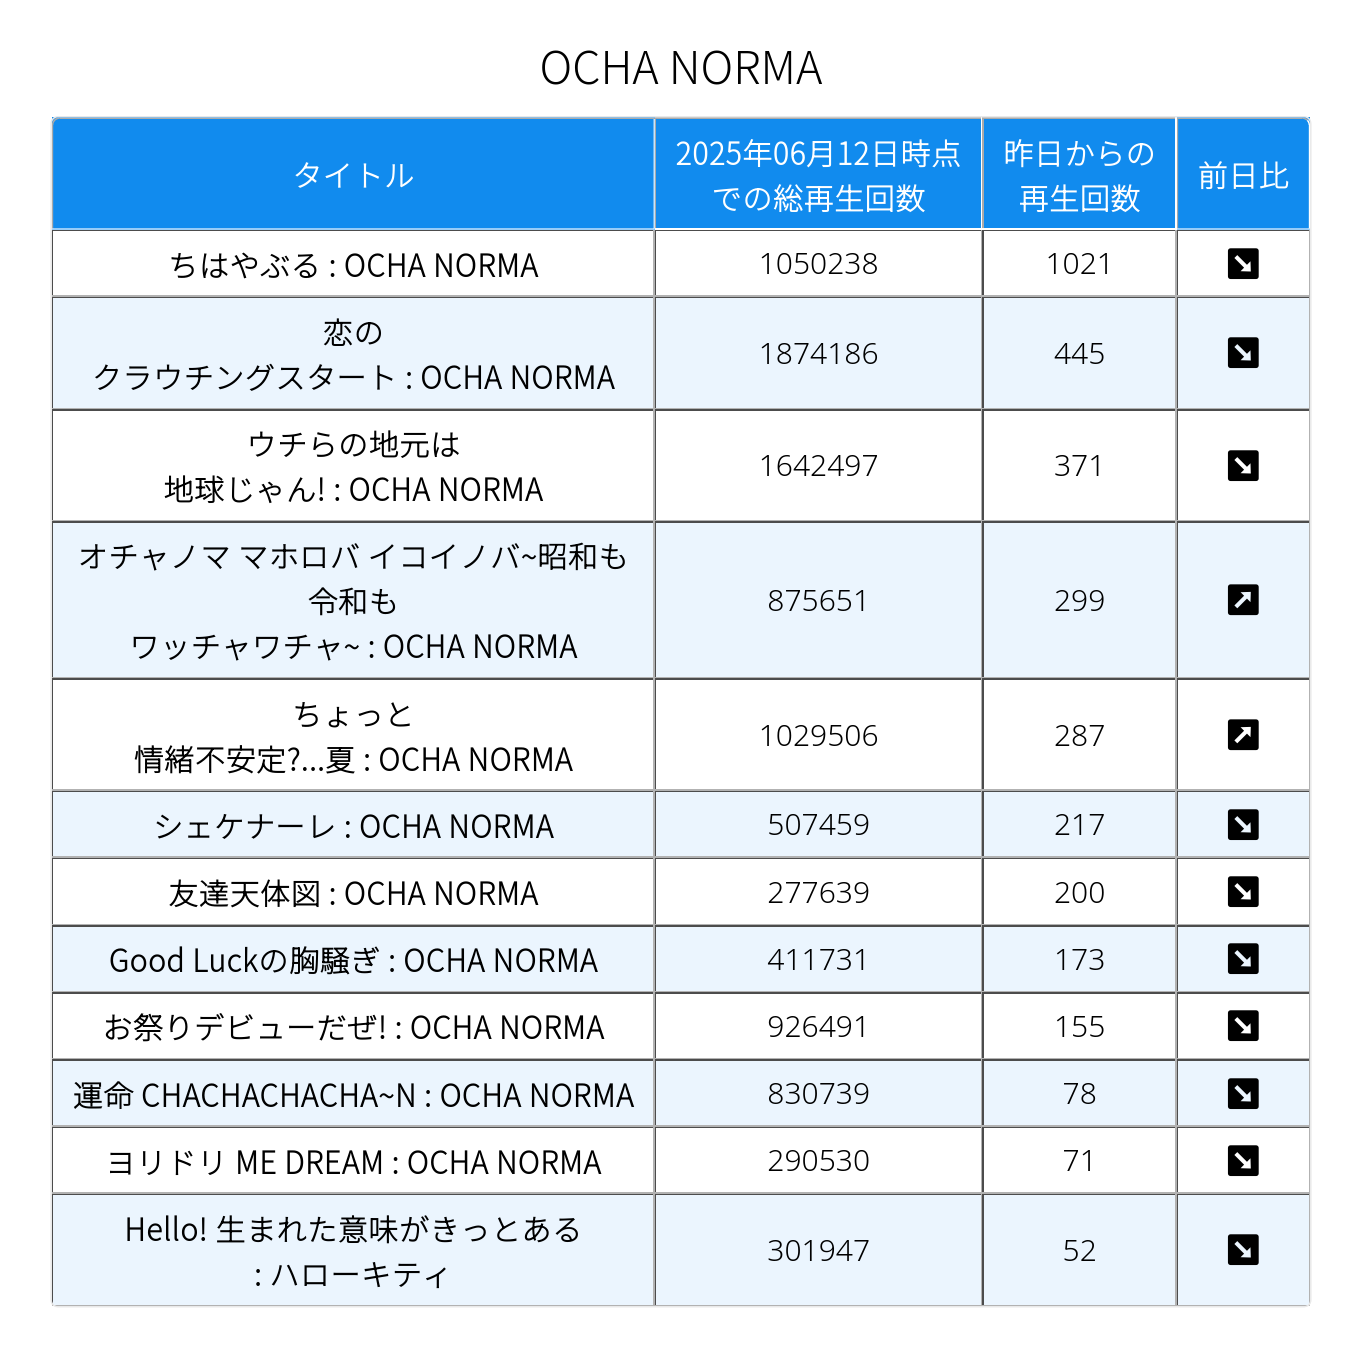 OCHA NORMA
タイトル
2025年06月12日時点
での総再生回数
昨日からの
再生回数
前日比
ちはやぶる : OCHA NORMA
1050238
1021
恋の
クラウチングスタート : OCHA NORMA
1874186
445
ウチらの地元は
地球じゃん! : OCHA NORMA
1642497
371
オチャノマ マホロバ イコイノバ~昭和も
令和も
ワッチャワチャ~ : OCHA NORMA
875651
299
ちょっと
情緒不安定?...夏 : OCHA NORMA
1029506
287
シェケナーレ : OCHA NORMA
507459
217
友達天体図 : OCHA NORMA
277639
200
Good Luckの胸騒ぎ : OCHA NORMA
411731
173
お祭りデビューだぜ! : OCHA NORMA
926491
155
運命 CHACHACHACHA~N : OCHA NORMA
830739
78
ヨリドリ ME DREAM : OCHA NORMA
290530
71
Hello! 生まれた意味がきっとある
: ハローキティ
301947
52